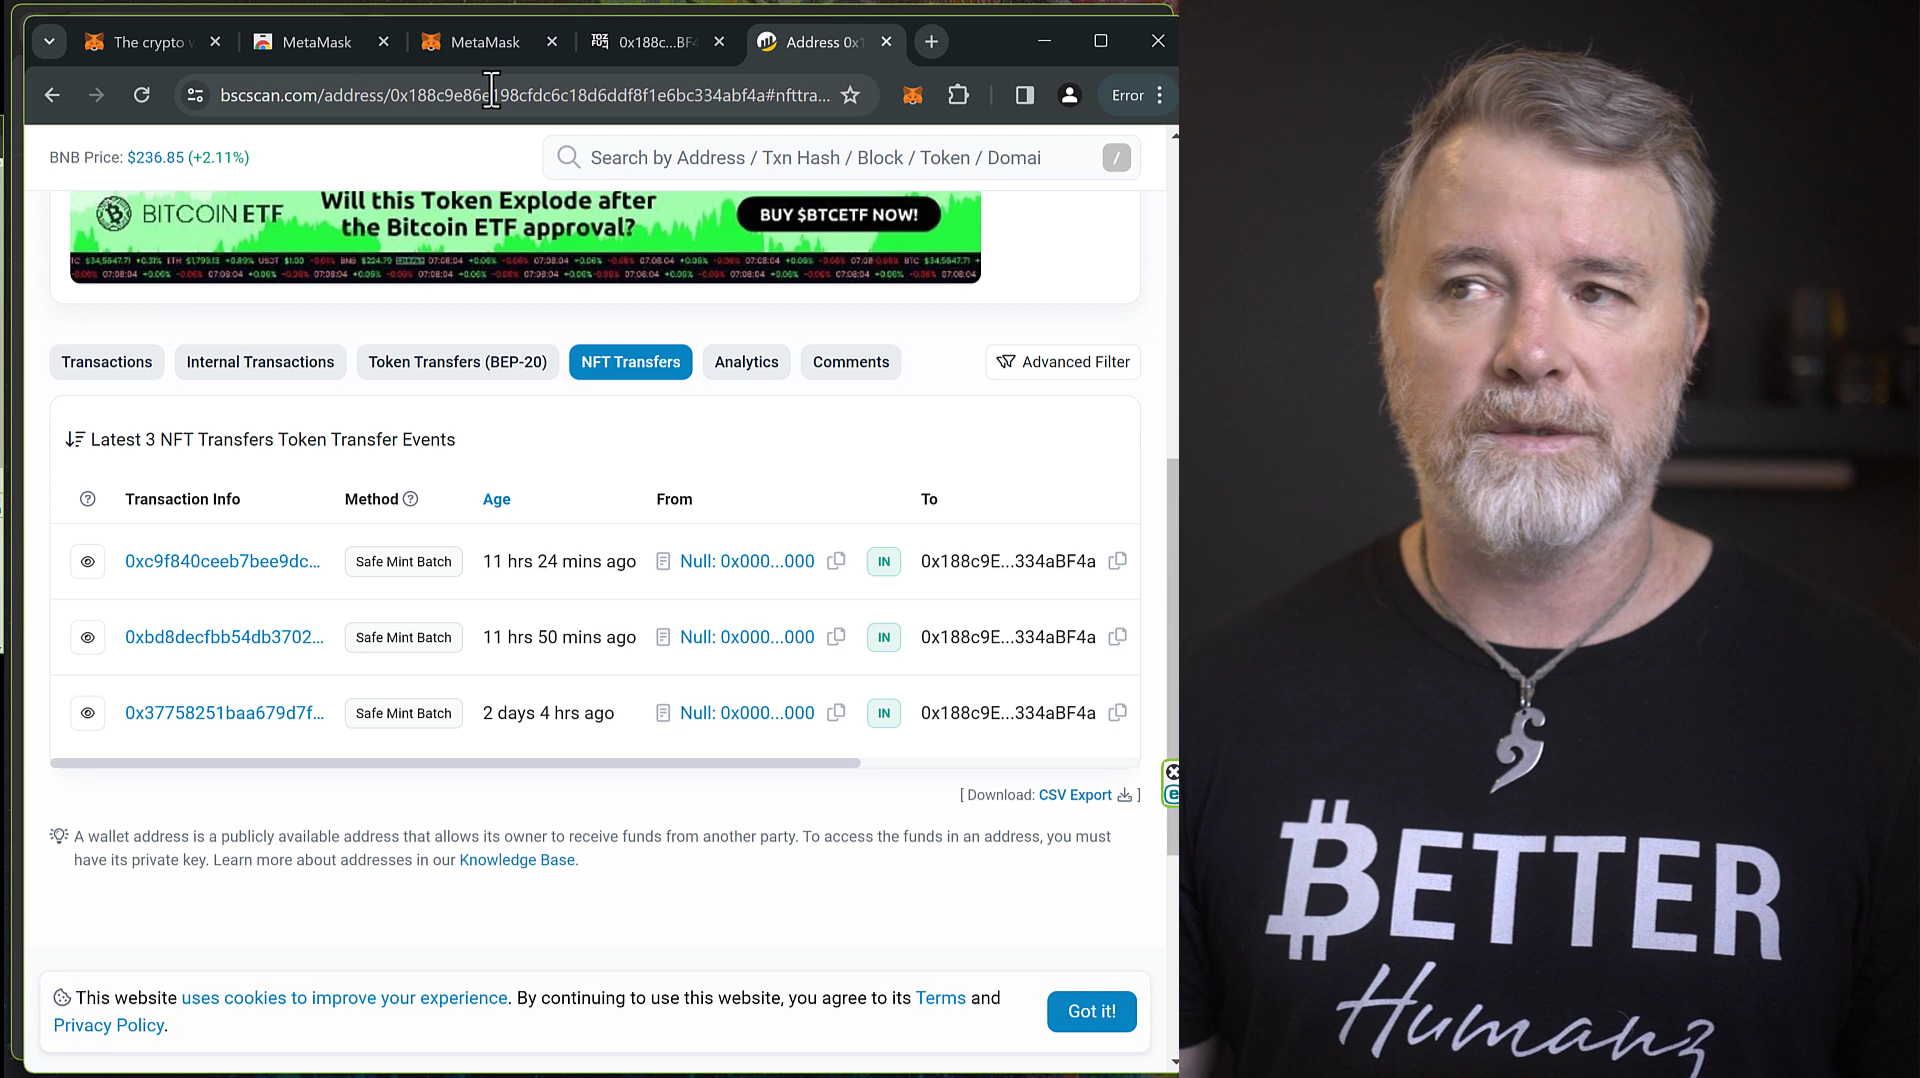 The crypto
MetaMask
MetaMask
0x188c...BF4
Address 0x1
bscscan.com/address/0x188c9e86e198cfdc6c18d6ddf8f1e6bc334abf4a#nfttra...
Error
BNB Price: $236.85 (+2.11%)
Search by Address / Txn Hash / Block / Token / Domai
/
BITCOIN ETF
Will this Token Explode after
the Bitcoin ETF approval?
BUY $BTCETF NOW!
Transactions
Internal Transactions
Token Transfers (BEP-20)
NFT Transfers
Analytics
Comments
Advanced Filter
Latest 3 NFT Transfers Token Transfer Events
Transaction Info Method Age From To
0xc9f840ceeb7bee9dc... Safe Mint Batch 11 hrs 24 mins ago Null: 0x000...000 IN 0x188c9E...334aBF4a
0xbd8decfbb54db3702... Safe Mint Batch 11 hrs 50 mins ago Null: 0x000...000 IN 0x188c9E...334aBF4a
0x37758251baa679d7f... Safe Mint Batch 2 days 4 hrs ago Null: 0x000...000 IN 0x188c9E...334aBF4a
[ Download: CSV Export ]
A wallet address is a publicly available address that allows its owner to receive funds from another party. To access the funds in an address, you must
have its private key. Learn more about addresses in our Knowledge Base.
This website uses cookies to improve your experience. By continuing to use this website, you agree to its Terms and
Privacy Policy.
Got it!
BETTER
Humanz